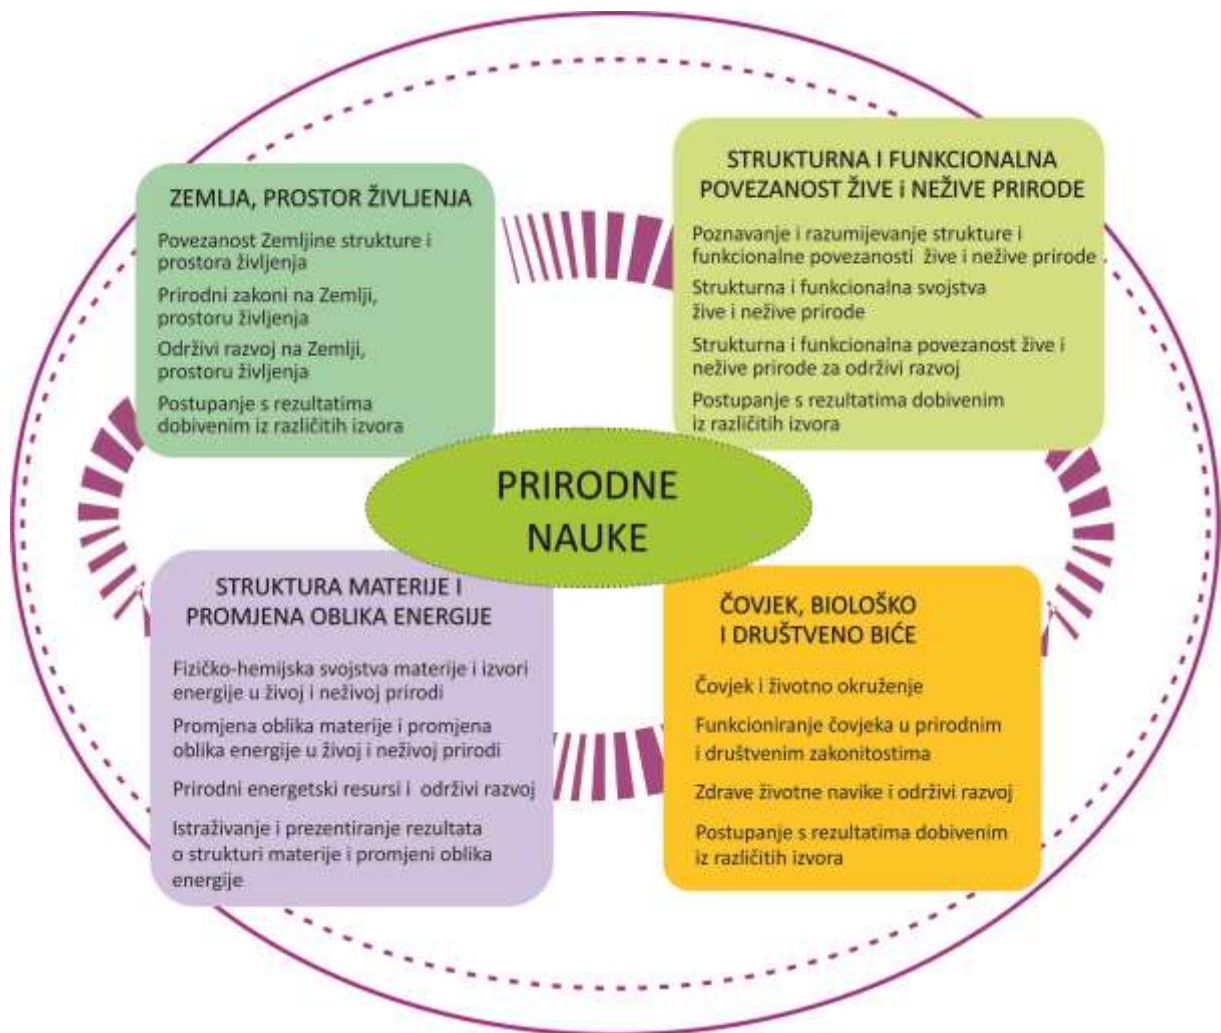 ZEMLJA, PROSTOR ŽIVLJENJA
Povezanost Zemljine strukture i
prostora življenja
Prirodni zakoni na Zemlji,
prostoru življenja
Održivi razvoj na Zemlji,
prostoru življenja
Postupanje s rezultatima
dobivenim iz različitih izvora
STRUKTURNA I FUNKCIONALNA
POVEZANOST ŽIVE i NEŽIVE PRIRODE
Poznavanje i razumijevanje strukture i
funkcionalne povezanosti žive i nežive prirode
Strukturna i funkcionalna svojstva
žive i nežive prirode
Strukturna i funkcionalna povezanost žive i
nežive prirode za održivi razvoj
Postupanje s rezultatima dobivenim
iz različitih izvora
PRIRODNE
NAUKE
STRUKTURA MATERIJE I
PROMJENA OBLIKA ENERGIJE
Fizičko-hemijska svojstva materije i izvori
energije u živoj i neživoj prirodi
Promjena oblika materije i promjena
oblika energije u živoj i neživoj prirodi
Prirodni energetski resursi i održivi razvoj
Istraživanje i prezentiranje rezultata
o strukturi materije i promjeni oblika
energije
ČOVJEK, BIOLOŠKO
I DRUŠTVENO BIĆE
Čovjek i životno okruženje
Funkcioniranje čovjeka u prirodnim
i društvenim zakonitostima
Zdrave životne navike i održivi razvoj
Postupanje s rezultatima dobivenim
iz različitih izvora